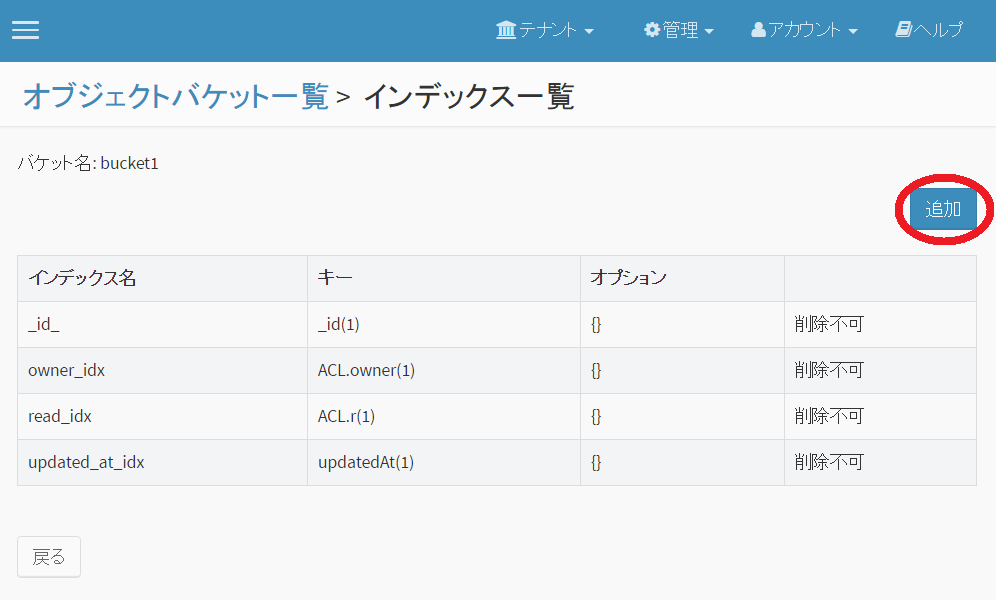 テナント 管理 アカウント ヘルプ
オブジェクトバケット一覧 > インデックス一覧
バケット名: bucket1
追加
インデックス名 キー オプション
_id_ _id(1) {} 削除不可
owner_idx ACL.owner(1) {} 削除不可
read_idx ACL.r(1) {} 削除不可
updated_at_idx updatedAt(1) {} 削除不可
戻る